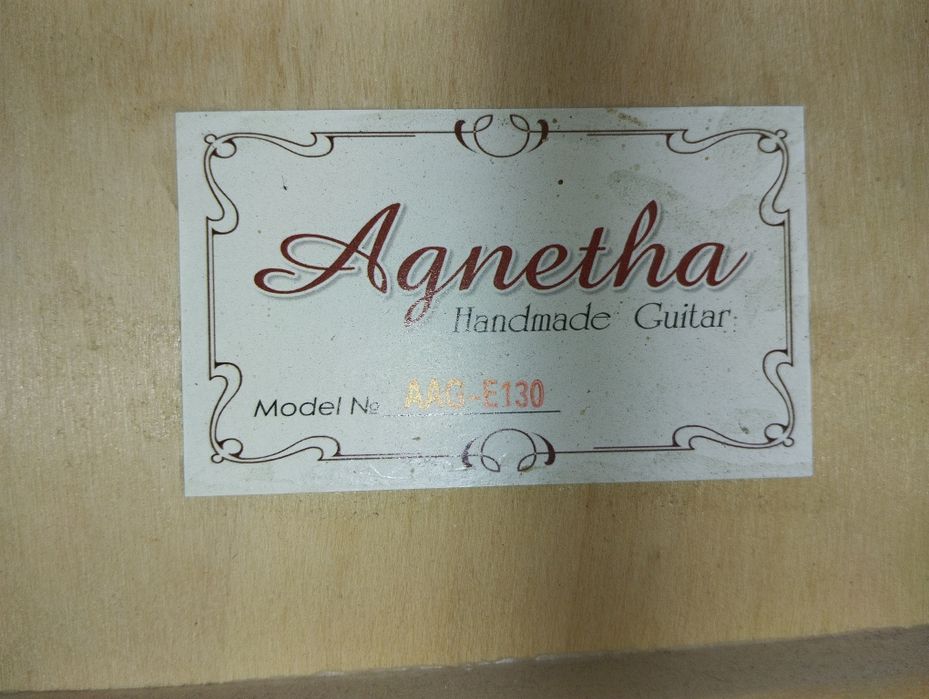 Agnetha
Handmade Guitar
Model № AAG-E130